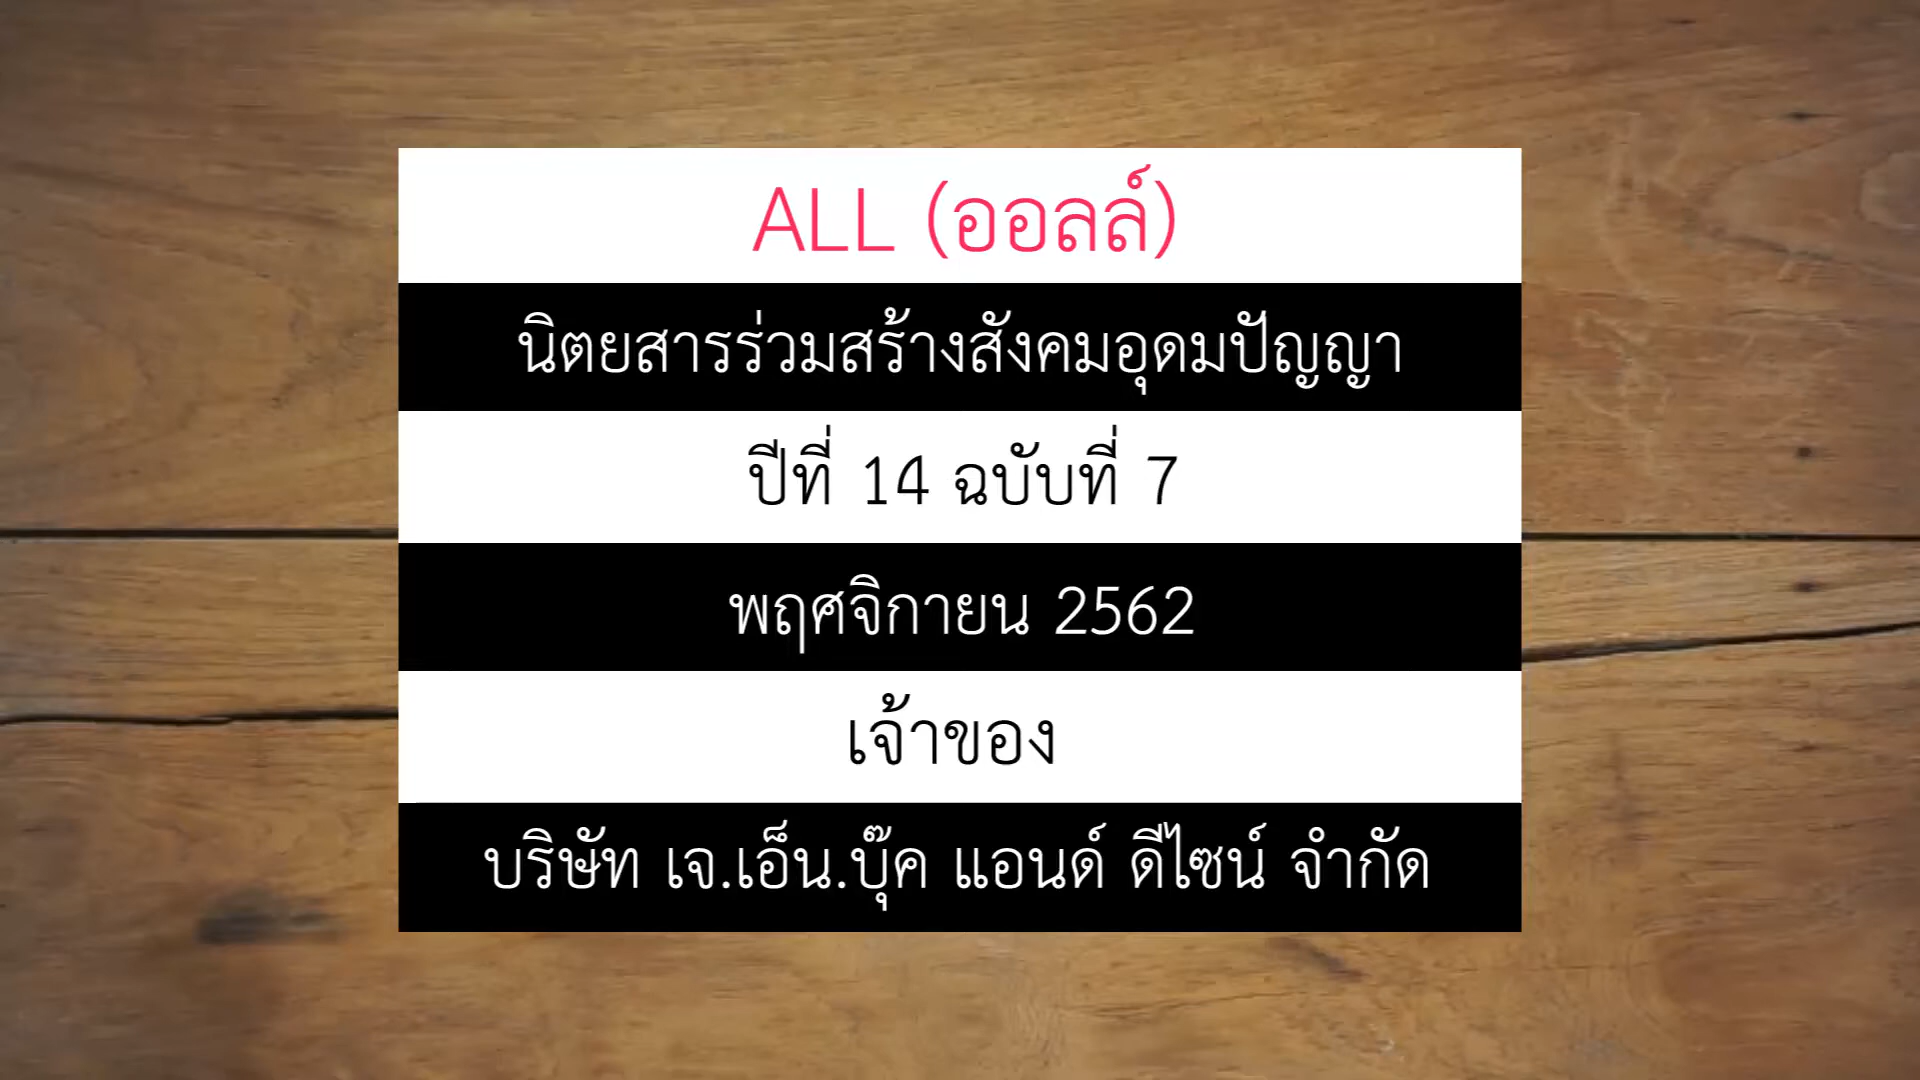 ALL (ออลล์)
นิตยสารร่วมสร้างสังคมอุดมปัญญา
ปีที่ 14 ฉบับที่ 7
พฤศจิกายน 2562
เจ้าของ
บริษัท เจ.เอ็น.บุ๊ค แอนด์ ดีไซน์ จำกัด